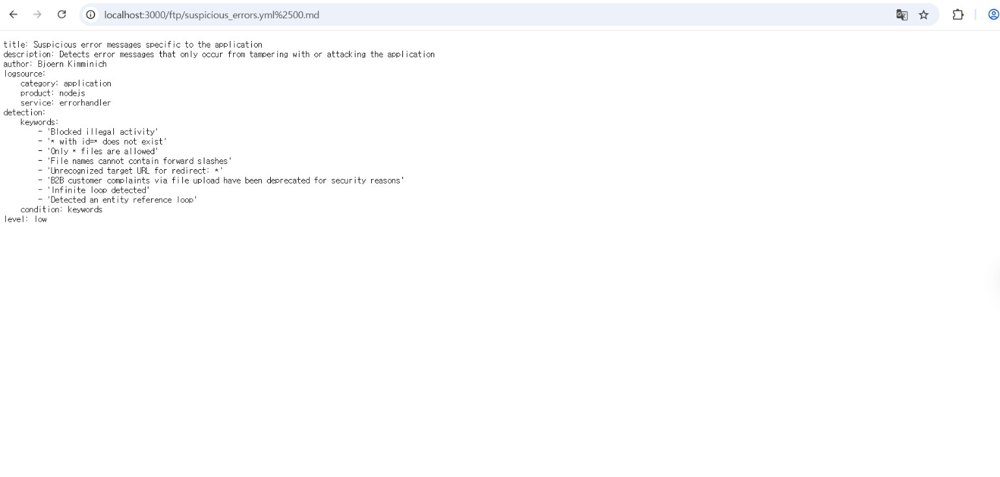 localhost:3000/ftp/suspicious_errors.yml%2500.md
title: Suspicious error messages specific to the application
description: Detects error messages that only occur from tampering with or attacking the application
author: Bjoern Kimminich
logsource:
    category: application
    product: nodejs
    service: errorhandler
detection:
    keywords:
        - 'Blocked illegal activity'
        - '* with id=* does not exist'
        - 'Only * files are allowed'
        - 'File names cannot contain forward slashes'
        - 'Unrecognized target URL for redirect: *'
        - 'B2B customer complaints via file upload have been deprecated for security reasons'
        - 'Infinite loop detected'
        - 'Detected an entity reference loop'
    condition: keywords
level: low